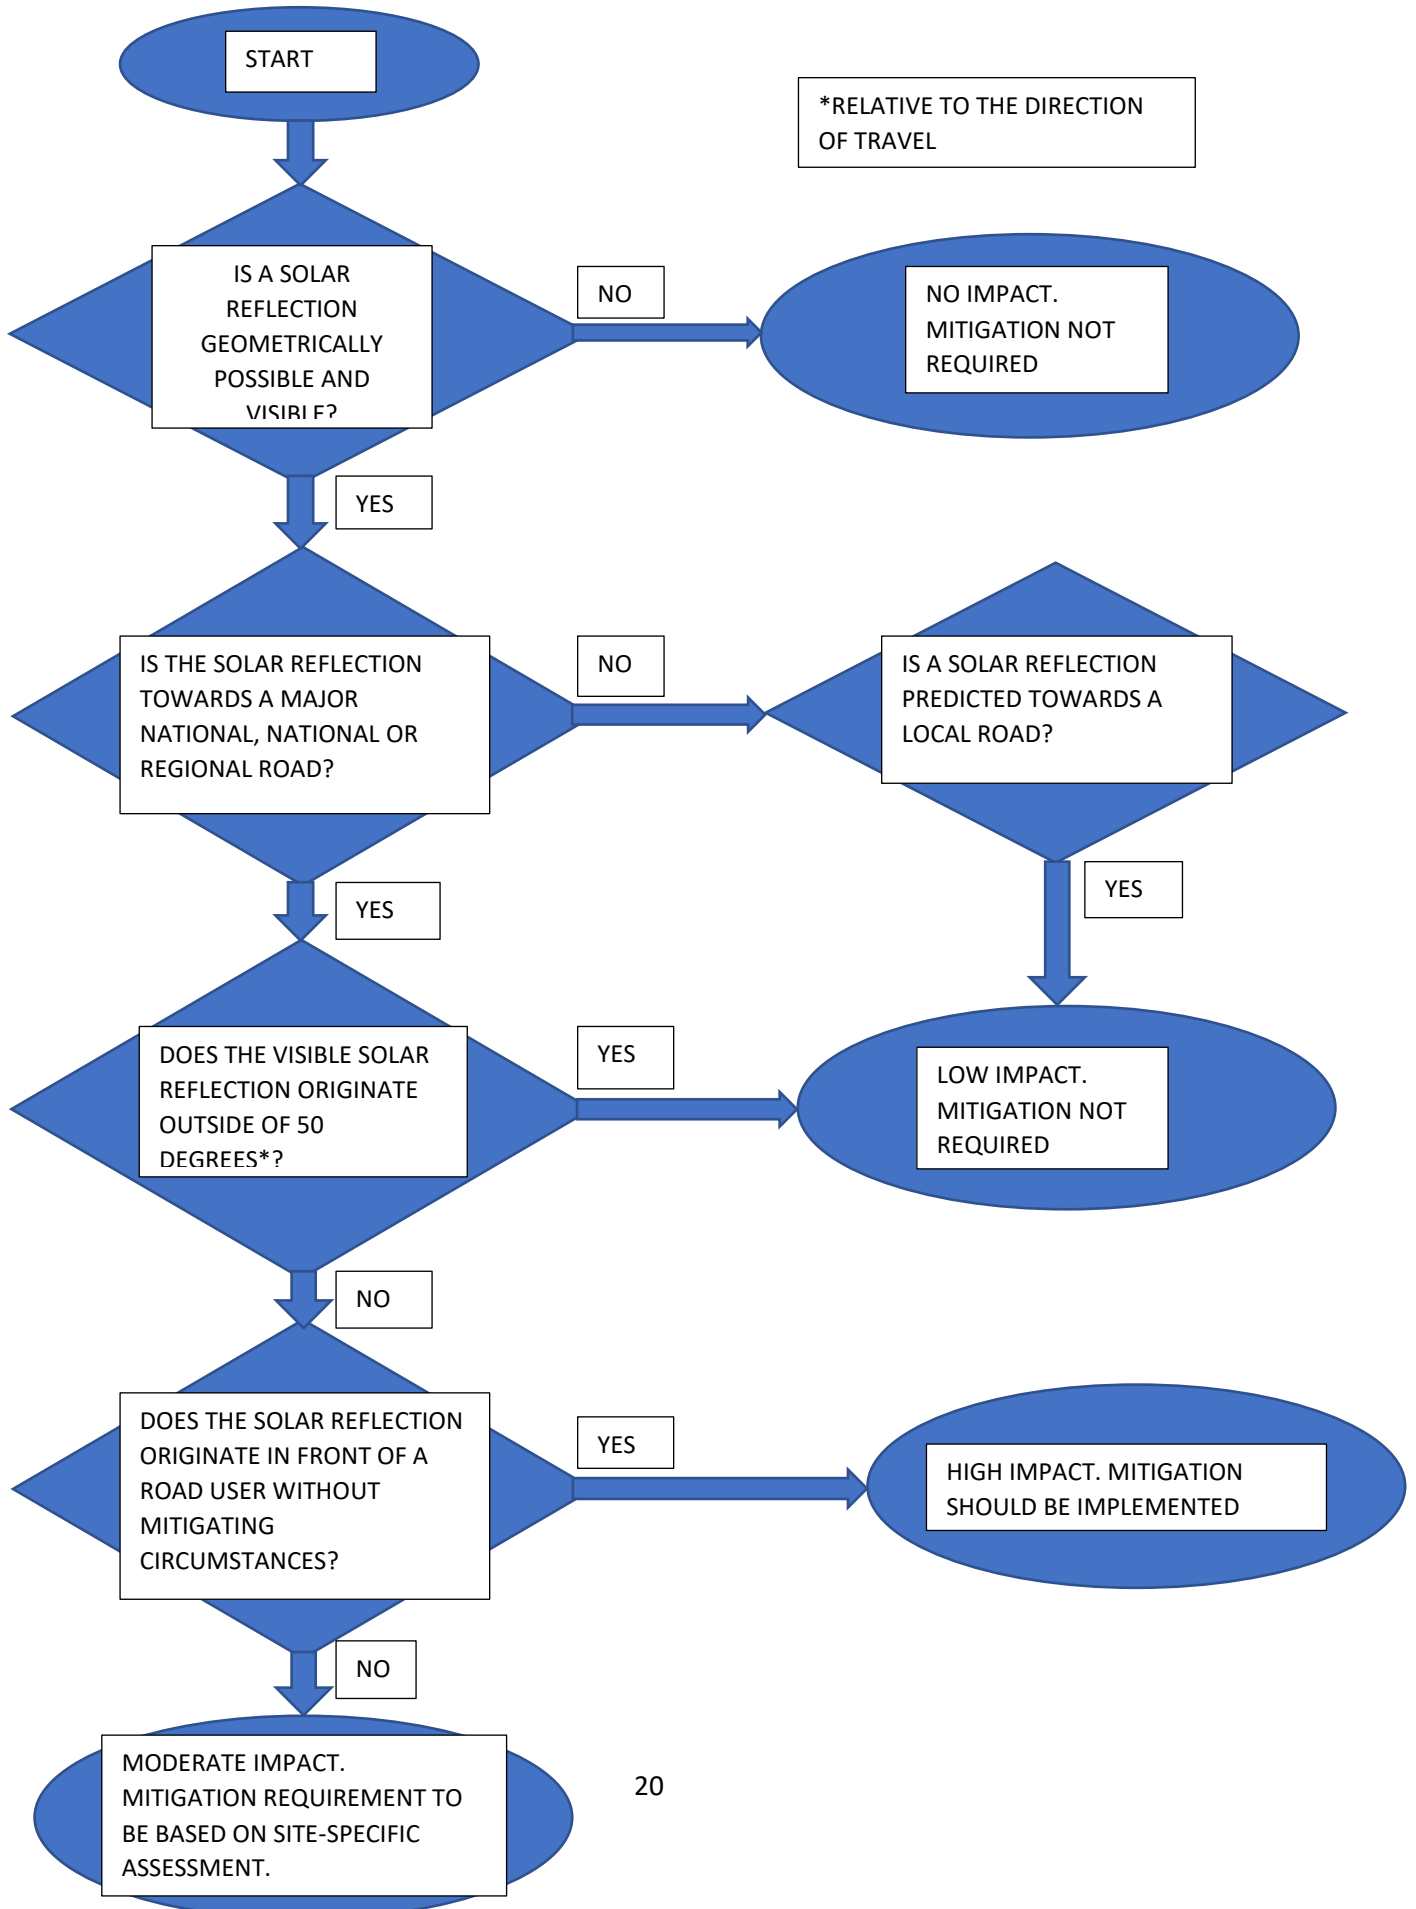 START
*RELATIVE TO THE DIRECTION
OF TRAVEL
IS A SOLAR
REFLECTION
GEOMETRICALLY
POSSIBLE AND
VISIBLE?
NO
NO IMPACT.
MITIGATION NOT
REQUIRED
YES
IS THE SOLAR REFLECTION
TOWARDS A MAJOR
NATIONAL, NATIONAL OR
REGIONAL ROAD?
NO
IS A SOLAR REFLECTION
PREDICTED TOWARDS A
LOCAL ROAD?
YES
YES
DOES THE VISIBLE SOLAR
REFLECTION ORIGINATE
OUTSIDE OF 50
DEGREES*?
YES
LOW IMPACT.
MITIGATION NOT
REQUIRED
NO
DOES THE SOLAR REFLECTION
ORIGINATE IN FRONT OF A
ROAD USER WITHOUT
MITIGATING
CIRCUMSTANCES?
YES
HIGH IMPACT. MITIGATION
SHOULD BE IMPLEMENTED
NO
MODERATE IMPACT.
MITIGATION REQUIREMENT TO
BE BASED ON SITE-SPECIFIC
ASSESSMENT.
20